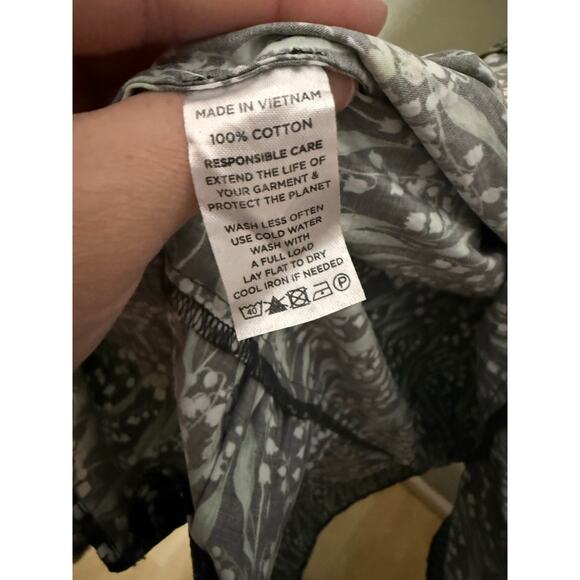 MADE IN VIETNAM
100% COTTON
RESPONSIBLE CARE
EXTEND THE LIFE OF
YOUR GARMENT &
PROTECT THE PLANET
WASH LESS OFTEN
USE COLD WATER
WASH WITH
A FULL LOAD
LAY FLAT TO DRY
COOL IRON IF NEEDED
40 P